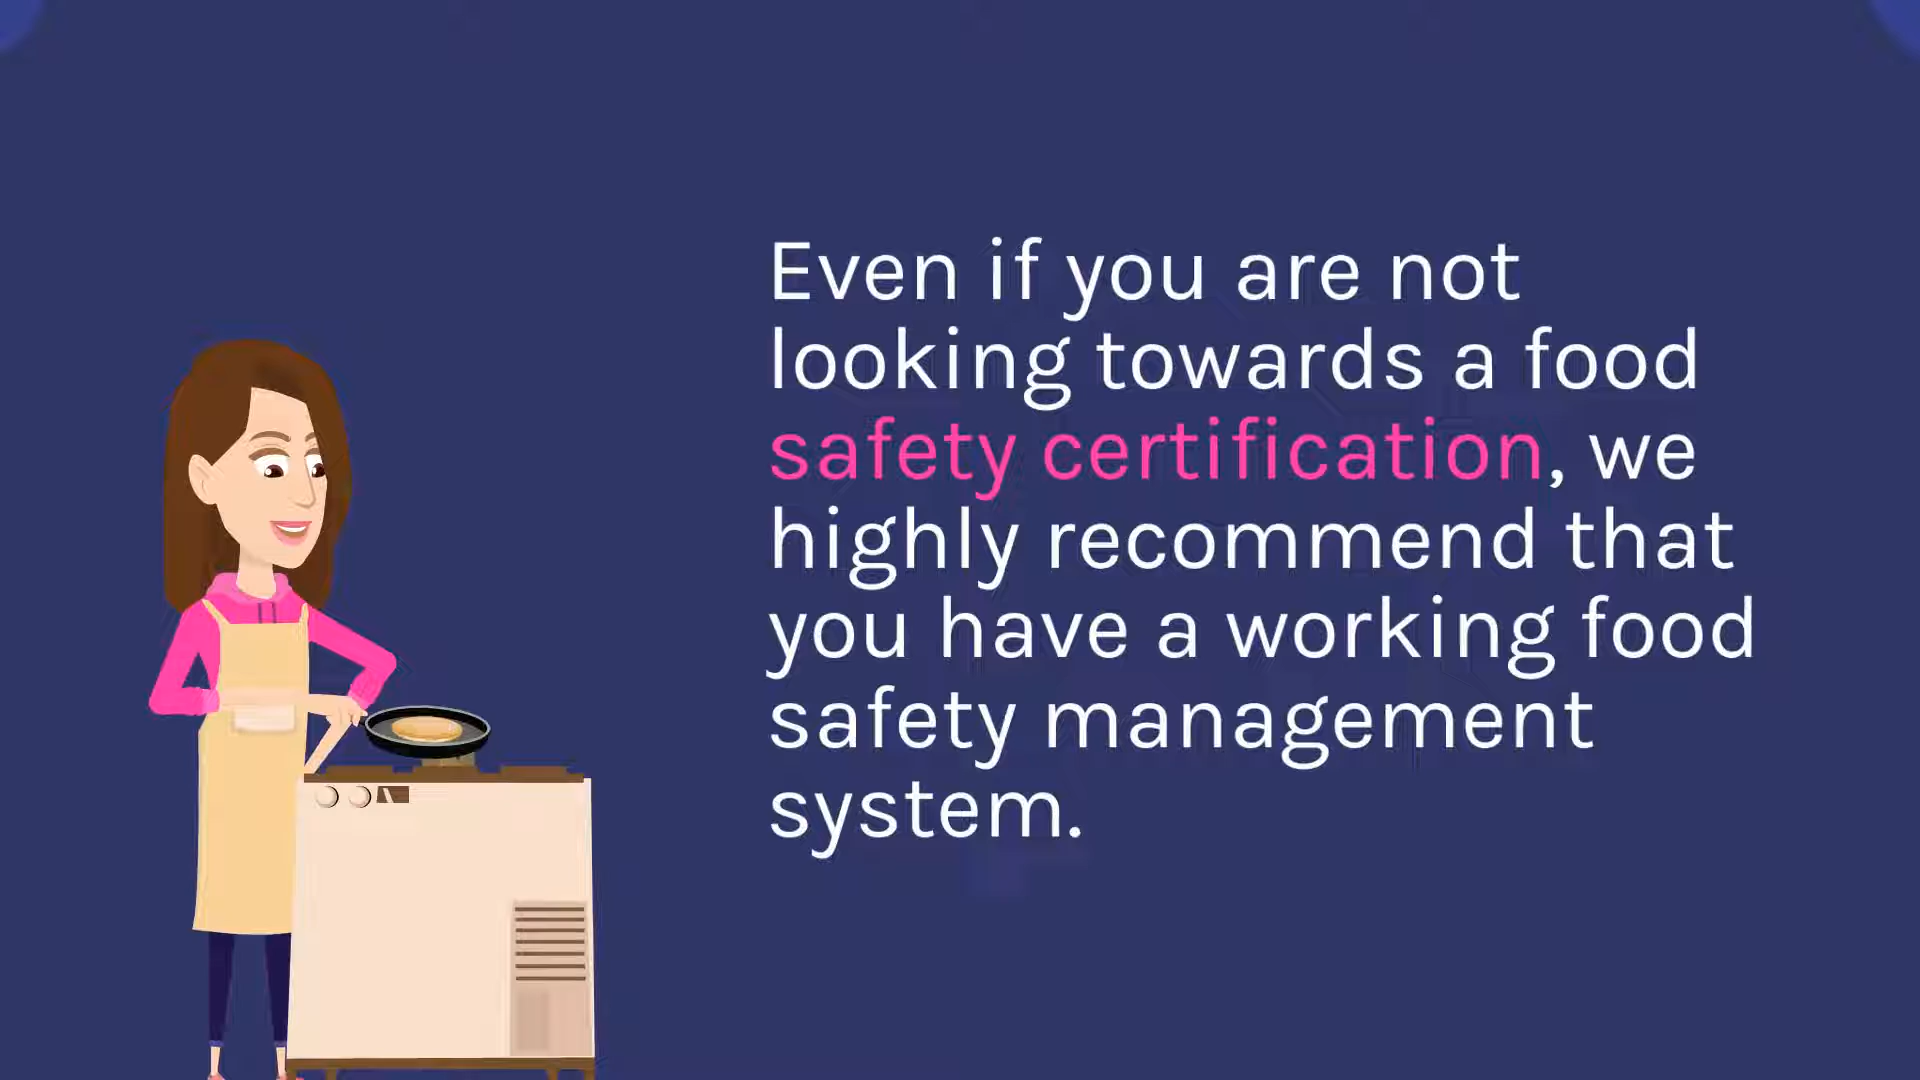 Even if you are not
looking towards a food
safety certification, we
highly recommend that
you have a working food
safety management
system.